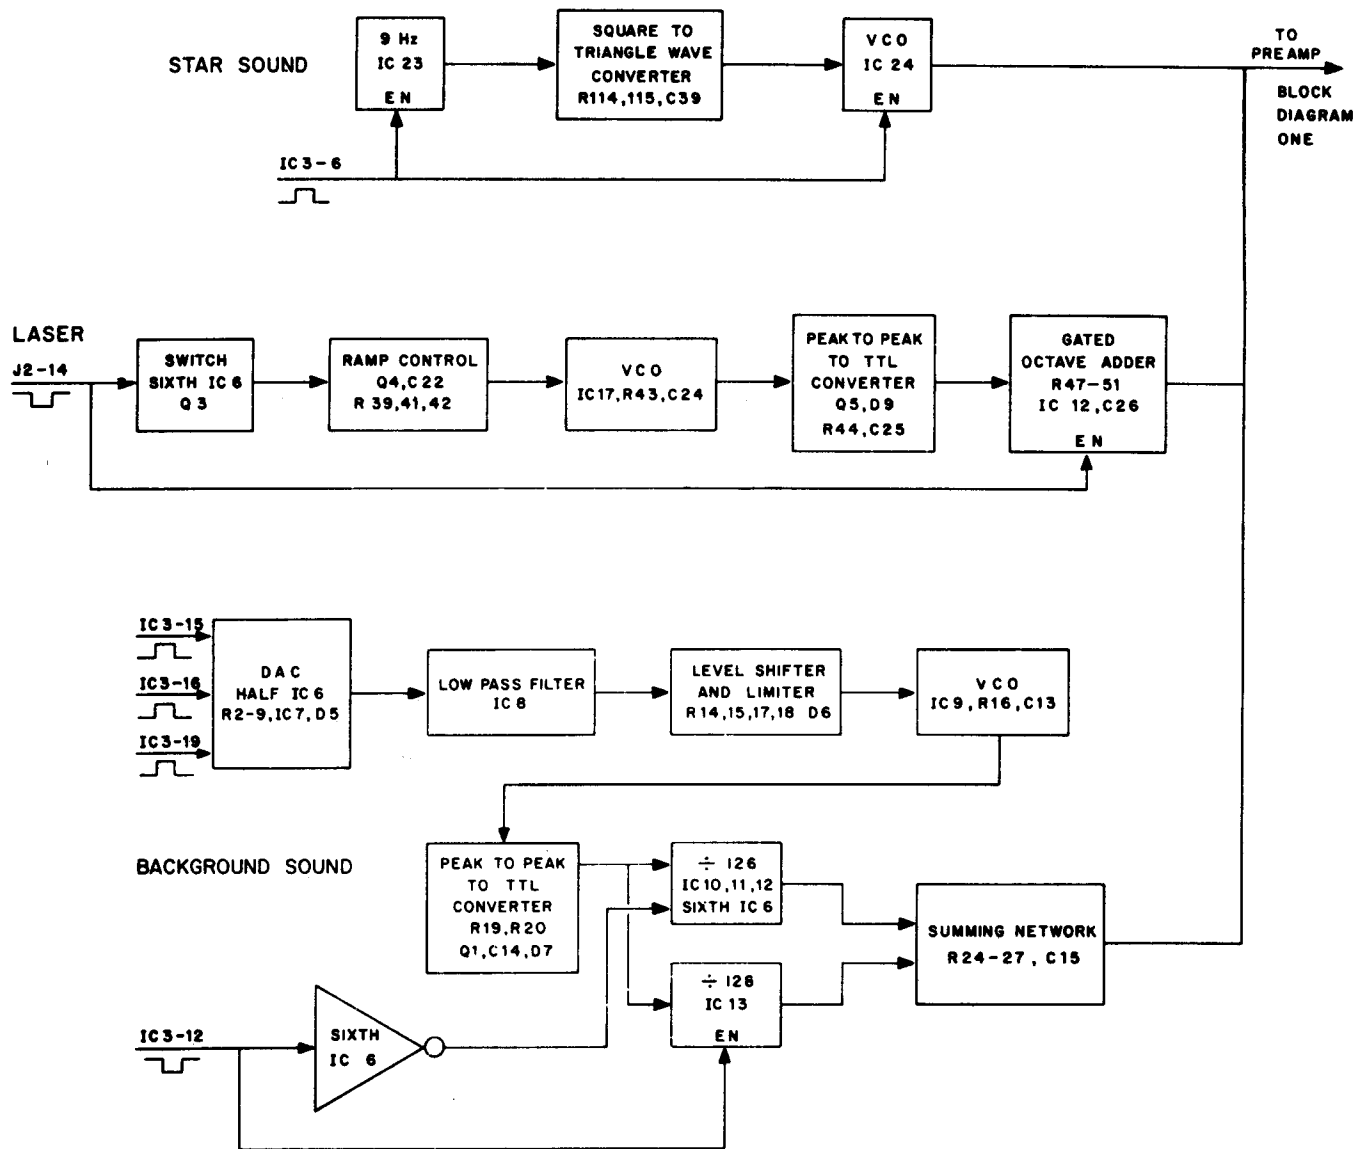 STAR SOUND
9 Hz
IC 23
EN
SQUARE TO
TRIANGLE WAVE
CONVERTER
R114,115,C39
VCO
IC 24
EN
TO
PREAMP
BLOCK
DIAGRAM
ONE
IC3-6
LASER
J2-14
SWITCH
SIXTH IC 6
Q3
RAMP CONTROL
Q4,C22
R39,41,42
VCO
IC17,R43,C24
PEAK TO PEAK
TO TTL
CONVERTER
Q5,D9
R44,C25
GATED
OCTAVE ADDER
R47-51
IC 12,C26
EN
IC3-15
IC3-16
IC3-19
DAC
HALF IC6
R2-9,IC7,D5
LOW PASS FILTER
IC8
LEVEL SHIFTER
AND LIMITER
R14,15,17,18 D6
VCO
IC9,R16,C13
BACKGROUND SOUND
PEAK TO PEAK
TO TTL
CONVERTER
R19,R20
Q1,C14,D7
÷ 126
IC10,11,12
SIXTH IC 6
÷ 128
IC 13
EN
SUMMING NETWORK
R24-27, C15
IC3-12
SIXTH
IC 6